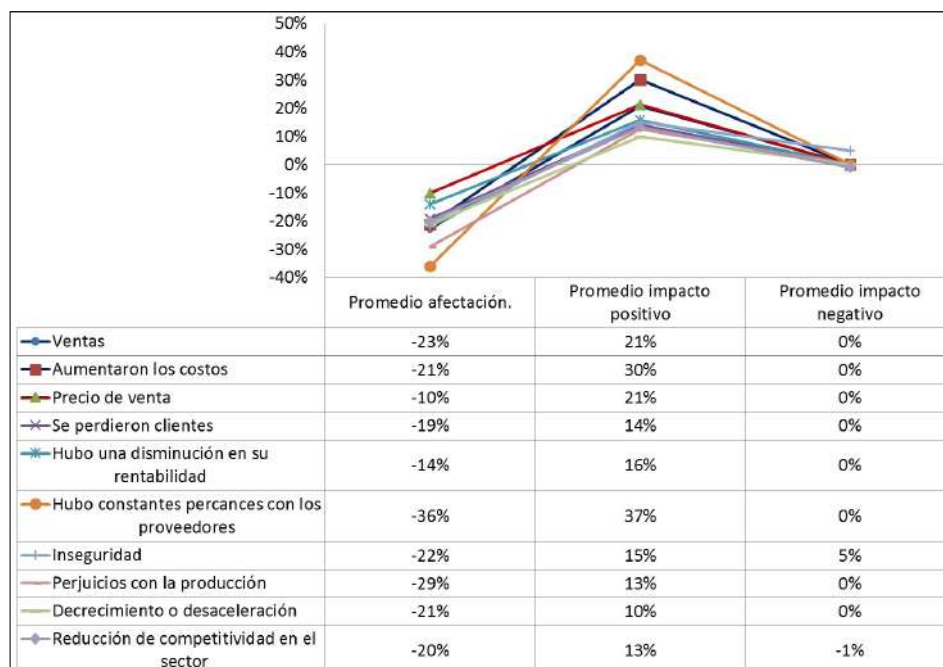 50%
40%
30%
20%
10%
0%
-10%
-20%
-30%
-40%
Promedio afectación.
Promedio impacto
positivo
Promedio impacto
negativo
Ventas
-23%
21%
0%
Aumentaron los costos
-21%
30%
0%
Precio de venta
-10%
21%
0%
Se perdieron clientes
-19%
14%
0%
Hubo una disminución en su
rentabilidad
-14%
16%
0%
Hubo constantes percances con los
proveedores
-36%
37%
0%
Inseguridad
-22%
15%
5%
Perjuicios con la producción
-29%
13%
0%
Decrecimiento o desaceleración
-21%
10%
0%
Reducción de competitividad en el
sector
-20%
13%
-1%